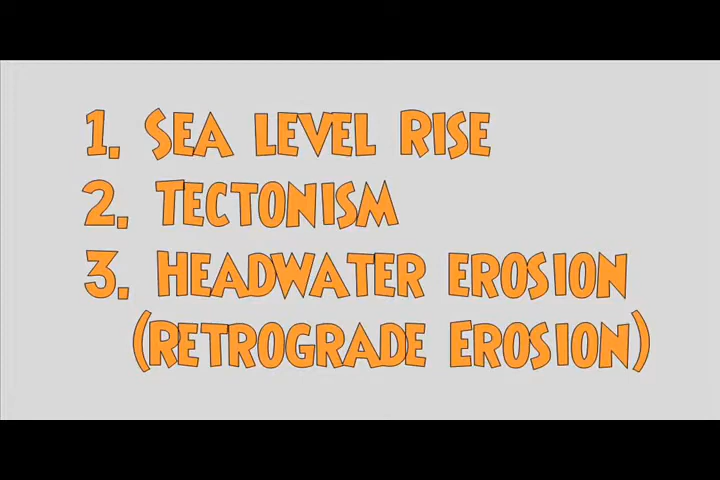 1. SEA LEVEL RISE
2. TECTONISM
3. HEADWATER EROSION
(RETROGRADE EROSION)